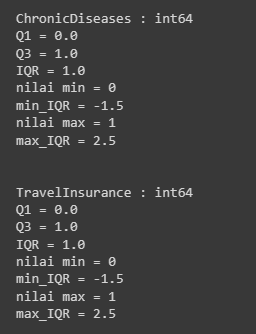 ChronicDiseases : int64
Q1 = 0.0
Q3 = 1.0
IQR = 1.0
nilai min = 0
min_IQR = -1.5
nilai max = 1
max_IQR = 2.5
TravelInsurance : int64
Q1 = 0.0
Q3 = 1.0
IQR = 1.0
nilai min = 0
min_IQR = -1.5
nilai max = 1
max_IQR = 2.5